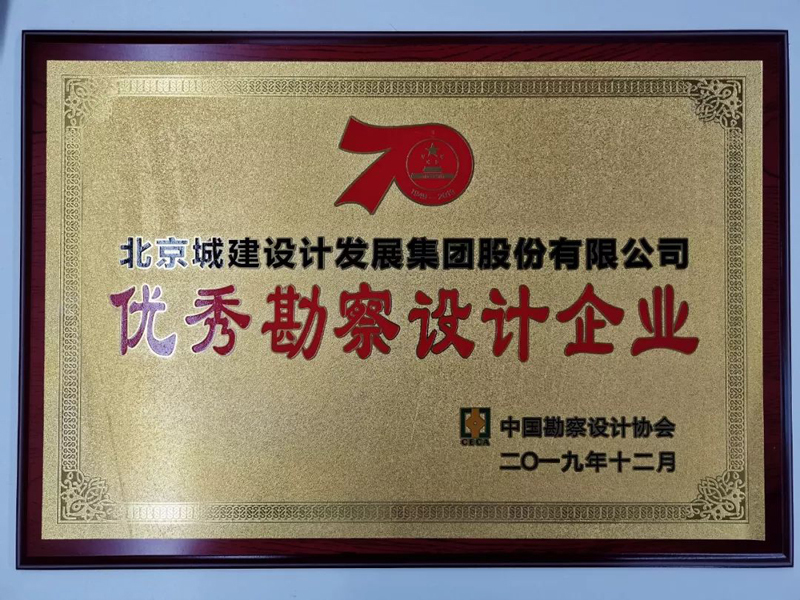 70
1949-2019
北京城建设计发展集团股份有限公司
优秀勘察设计企业
CECA
中国勘察设计协会
二〇一九年十二月